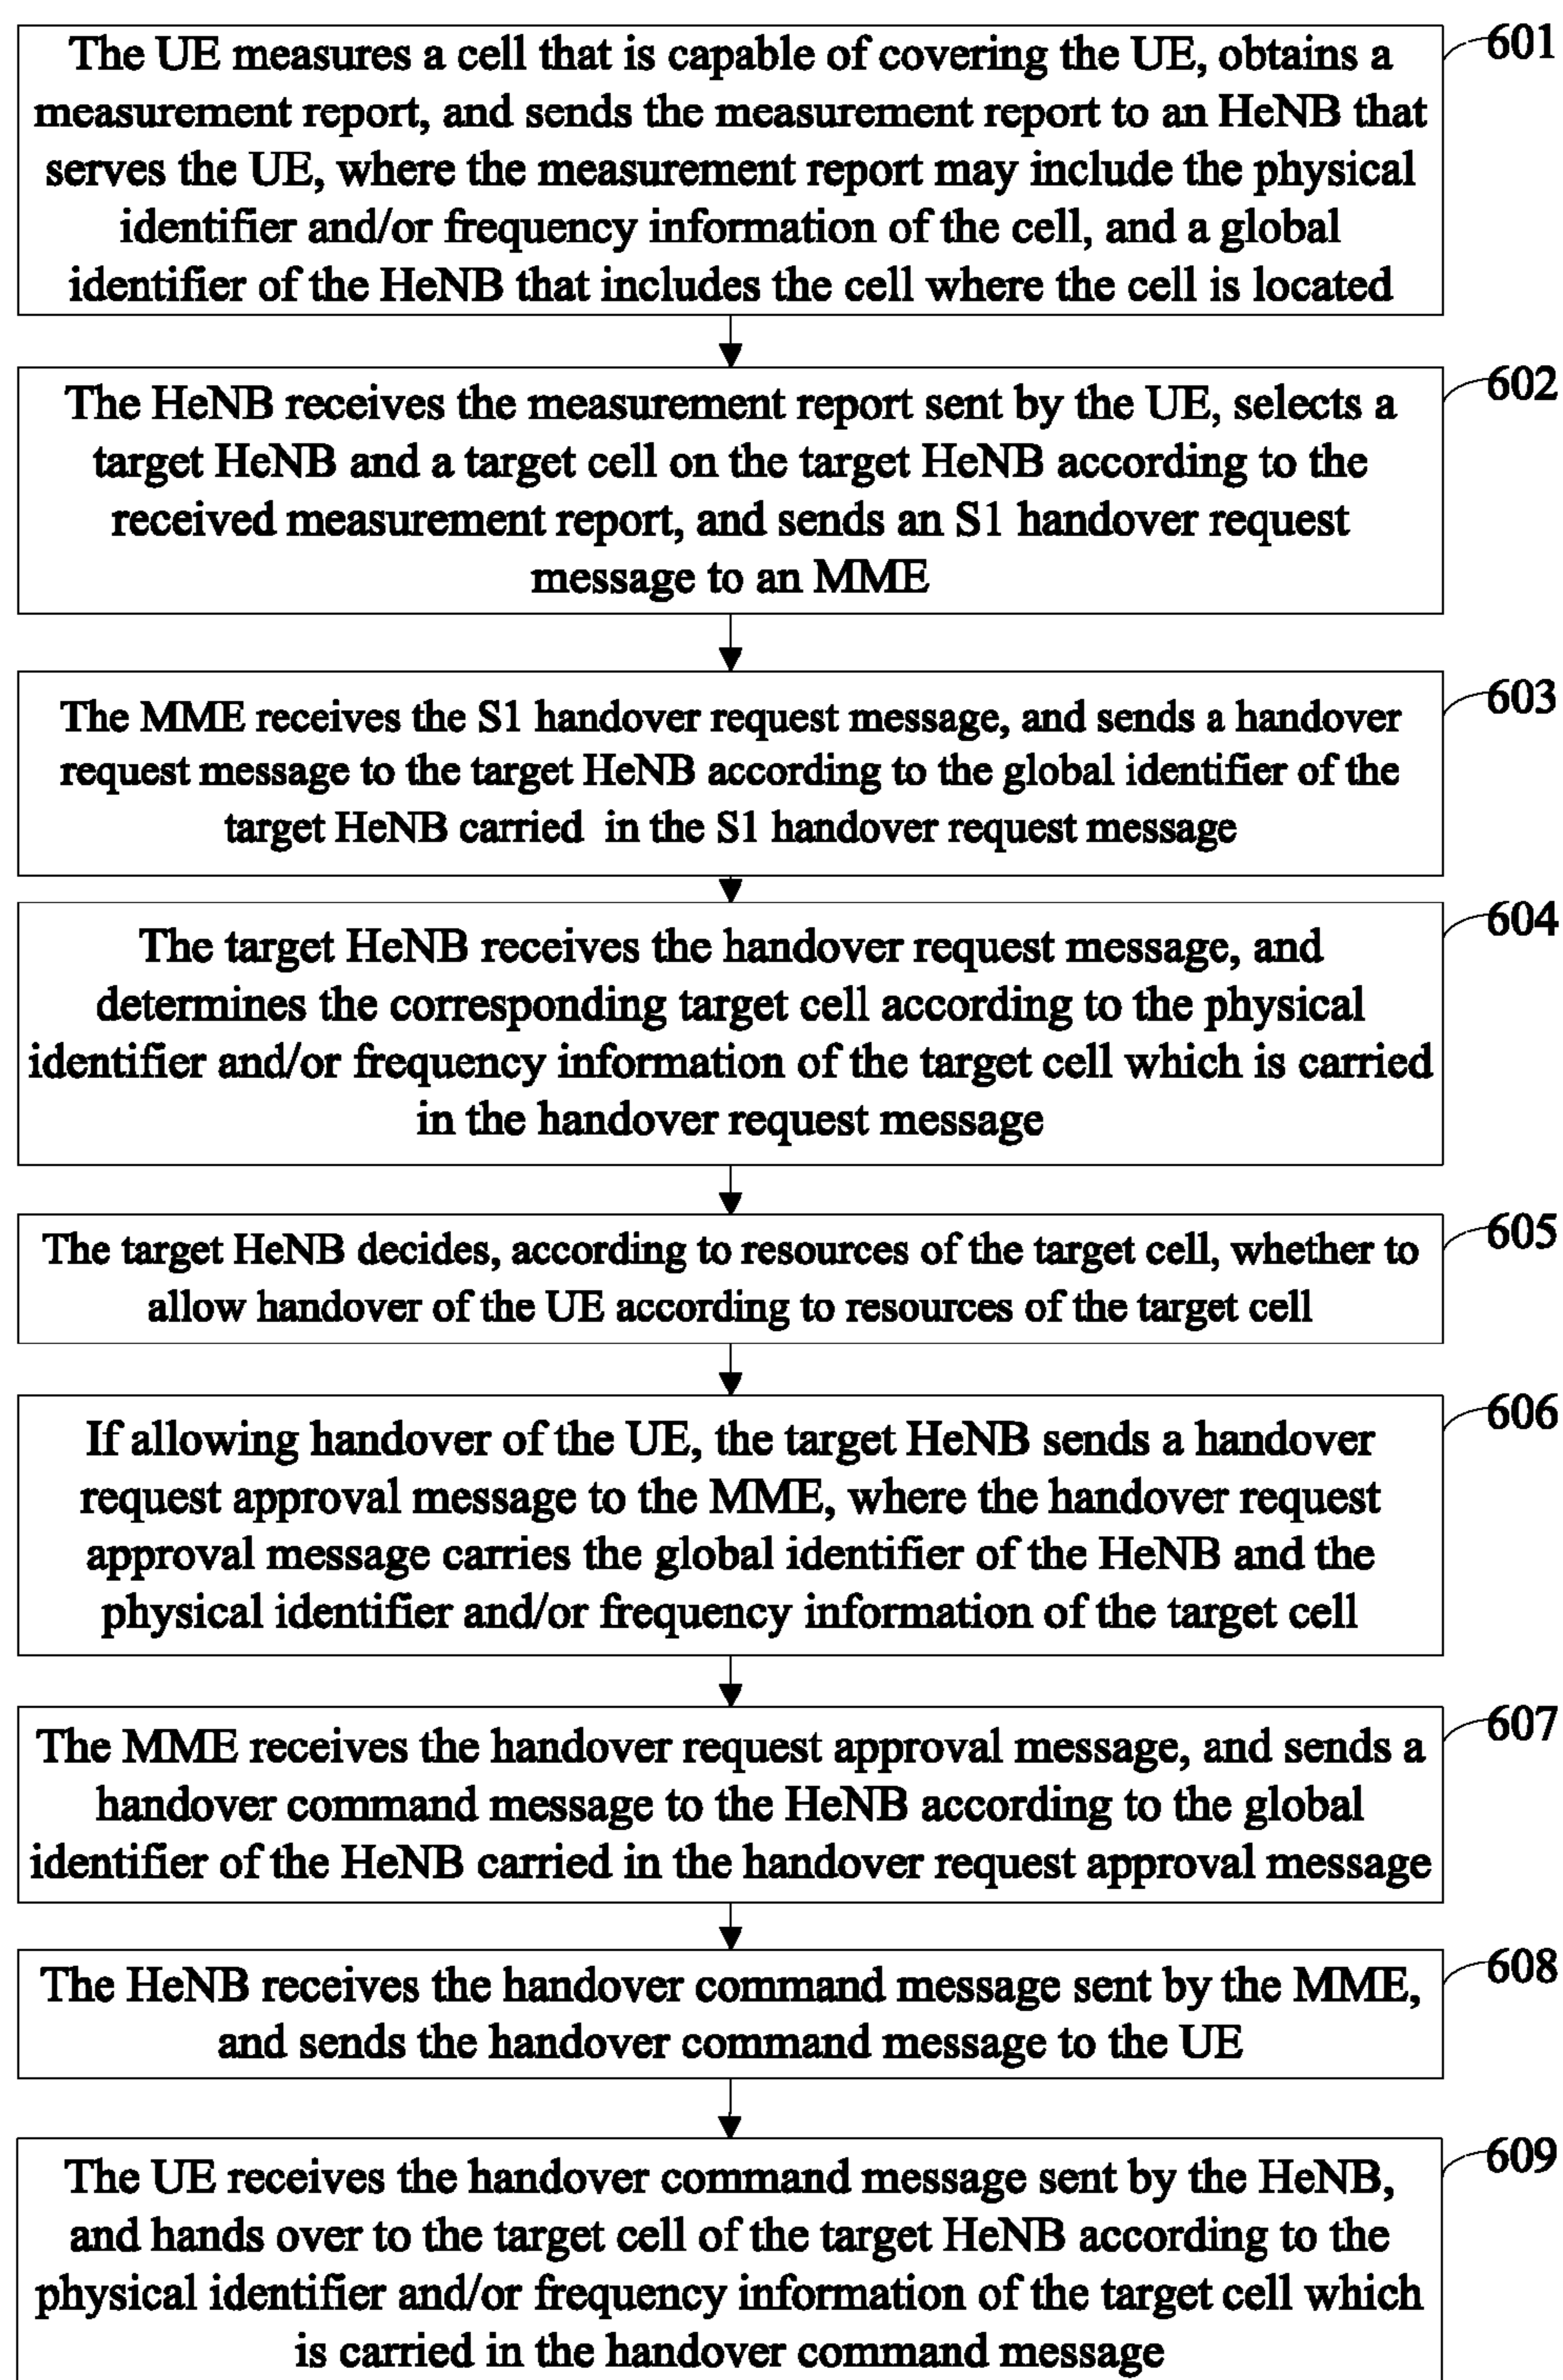 The UE measures a cell that is capable of covering the UE, obtains a
measurement report, and sends the measurement report to an HeNB that
serves the UE, where the measurement report may include the physical
identifier and/or frequency information of the cell, and a global
identifier of the HeNB that includes the cell where the cell is located
601
The HeNB receives the measurement report sent by the UE, selects a
target HeNB and a target cell on the target HeNB according to the
received measurement report, and sends an S1 handover request
message to an MME
602
The MME receives the S1 handover request message, and sends a handover
request message to the target HeNB according to the global identifier of the
target HeNB carried in the S1 handover request message
603
The target HeNB receives the handover request message, and
determines the corresponding target cell according to the physical
identifier and/or frequency information of the target cell which is carried
in the handover request message
604
The target HeNB decides, according to resources of the target cell, whether to
allow handover of the UE according to resources of the target cell
605
If allowing handover of the UE, the target HeNB sends a handover
request approval message to the MME, where the handover request
approval message carries the global identifier of the HeNB and the
physical identifier and/or frequency information of the target cell
606
The MME receives the handover request approval message, and sends a
handover command message to the HeNB according to the global
identifier of the HeNB carried in the handover request approval message
607
The HeNB receives the handover command message sent by the MME,
and sends the handover command message to the UE
608
The UE receives the handover command message sent by the HeNB,
and hands over to the target cell of the target HeNB according to the
physical identifier and/or frequency information of the target cell which
is carried in the handover command message
609